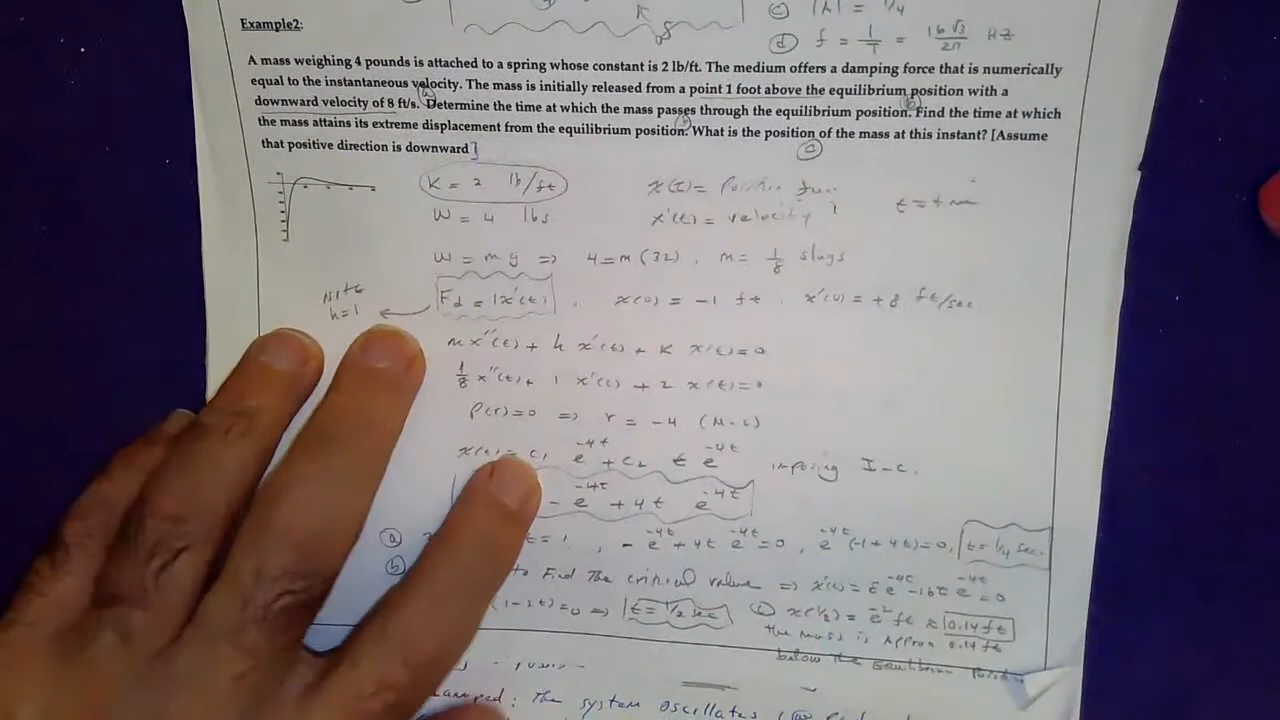 (c) |A| = 1/4
(d) f = 1/T = 16√3/2π HZ
Example2:
A mass weighing 4 pounds is attached to a spring whose constant is 2 lb/ft. The medium offers a damping force that is numerically
equal to the instantaneous velocity. The mass is initially released from a point 1 foot above the equilibrium position with a
downward velocity of 8 ft/s. Determine the time at which the mass passes through the equilibrium position. Find the time at which
the mass attains its extreme displacement from the equilibrium position. What is the position of the mass at this instant? [Assume
that positive direction is downward]
K = 2 lb/ft x(t) = Position fun
W = 4 lbs x'(t) = velocity
W = mg => 4 = m(32), m = 1/8 slugs
Note h=1
Fd = 1x'(t), x(0) = -1 ft, x'(0) = +8 ft/sec.
mx''(t) + h x'(t) + K x(t) = 0
1/8 x''(t) + 1 x'(t) + 2 x(t) = 0
P(r)=0 => r = -4
x(t) = c₁ e^-4t + c₂ t e^-4t imposing I-C.
- e^-4t + 4t e^-4t
(a) - e^-4t + 4t e^-4t = 0, e^-4t (-1 + 4t) = 0, t = 1/4 sec.
(b) to Find The critical value => x'(t) = 8 e^-4t - 16t e^-4t = 0
(1-2t)=0 => t = 1/2 sec (c) x(1/2) = e^-2 ft ≈ 0.14 ft
the mass is Approx 0.14 ft
below the Equilibrium Position
The system oscillates